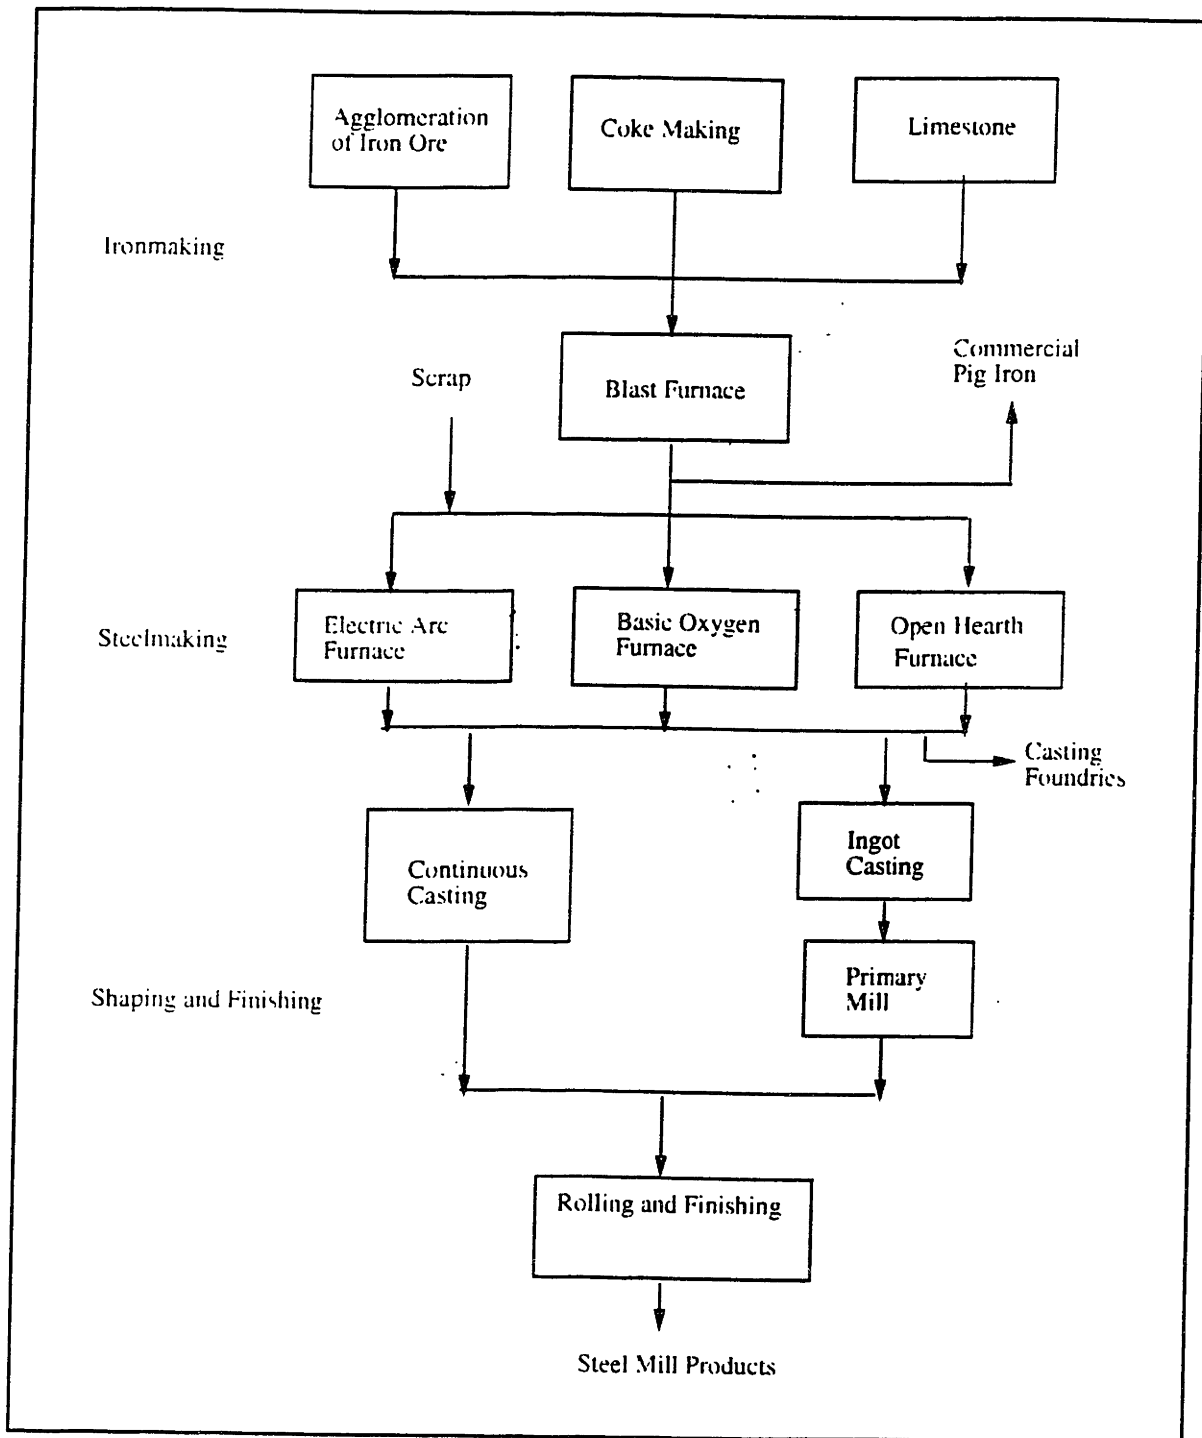 Agglomeration
of Iron Ore
Coke Making
Limestone
Ironmaking
Commercial
Pig Iron
Scrap
Blast Furnace
Steelmaking
Electric Arc
Furnace
Basic Oxygen
Furnace
Open Hearth
Furnace
Casting
Foundries
Continuous
Casting
Ingot
Casting
Shaping and Finishing
Primary
Mill
Rolling and Finishing
Steel Mill Products